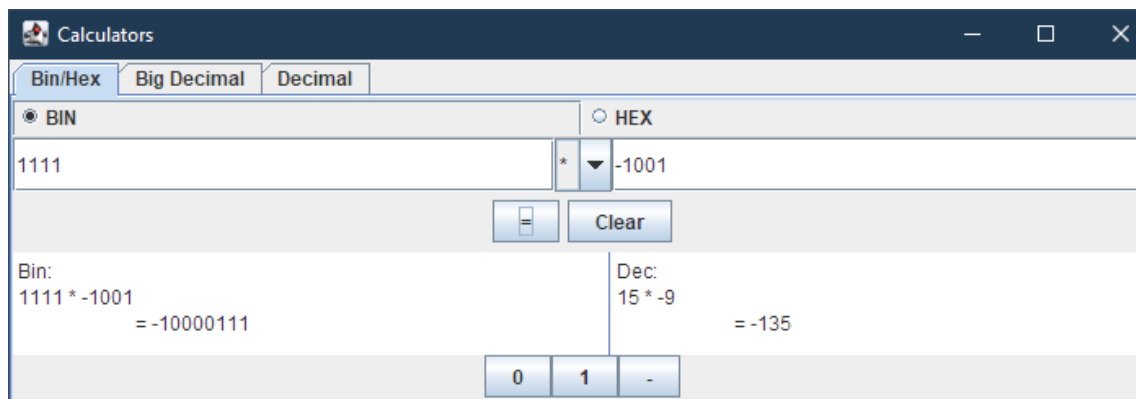 Calculators
Bin/Hex Big Decimal Decimal
BIN HEX
1111 * -1001
= Clear
Bin: Dec:
1111 * -1001 15 * -9
= -10000111 = -135
0 1 -